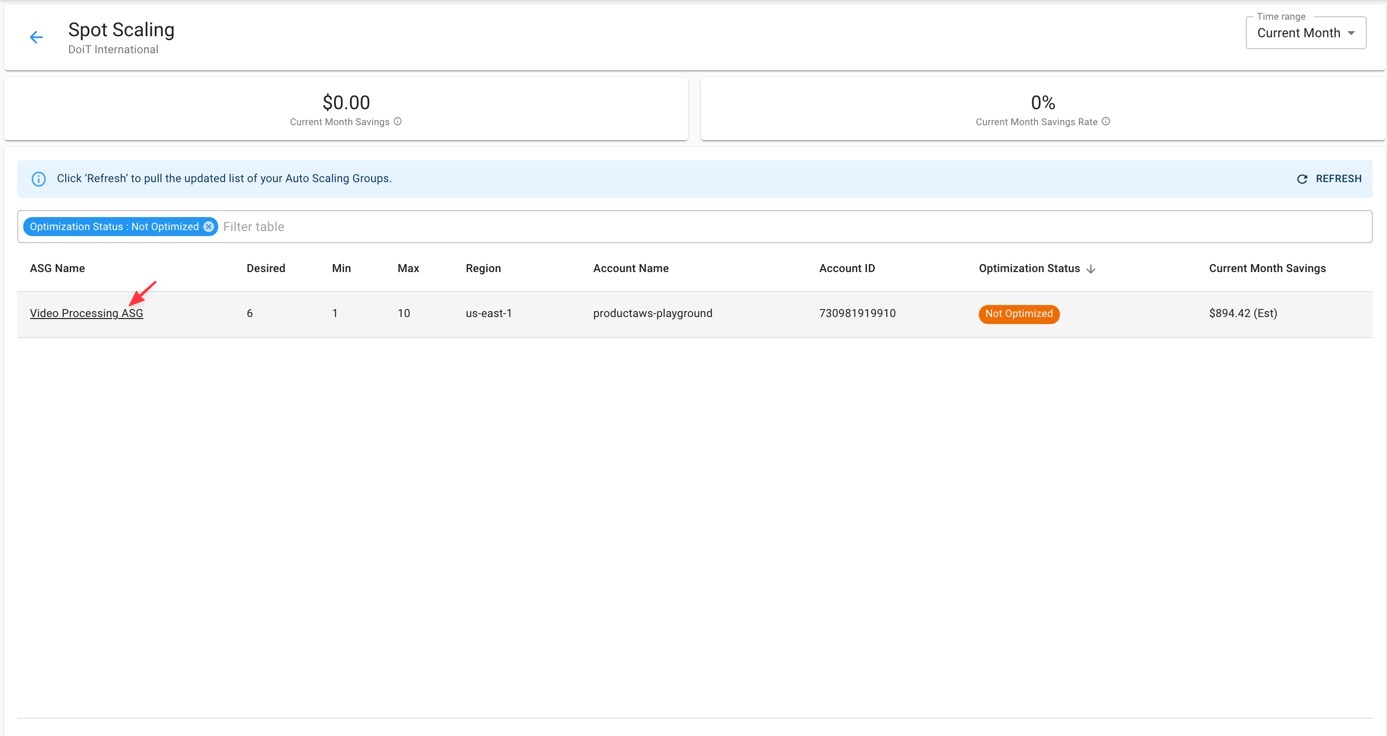 Spot Scaling
DoiT International
Time range
Current Month
$0.00
Current Month Savings
0%
Current Month Savings Rate
Click ‘Refresh’ to pull the updated list of your Auto Scaling Groups.
REFRESH
Optimization Status : Not Optimized Filter table
ASG Name Desired Min Max Region Account Name Account ID Optimization Status Current Month Savings
Video Processing ASG 6 1 10 us-east-1 productaws-playground 730981919910 Not Optimized $894.42 (Est)